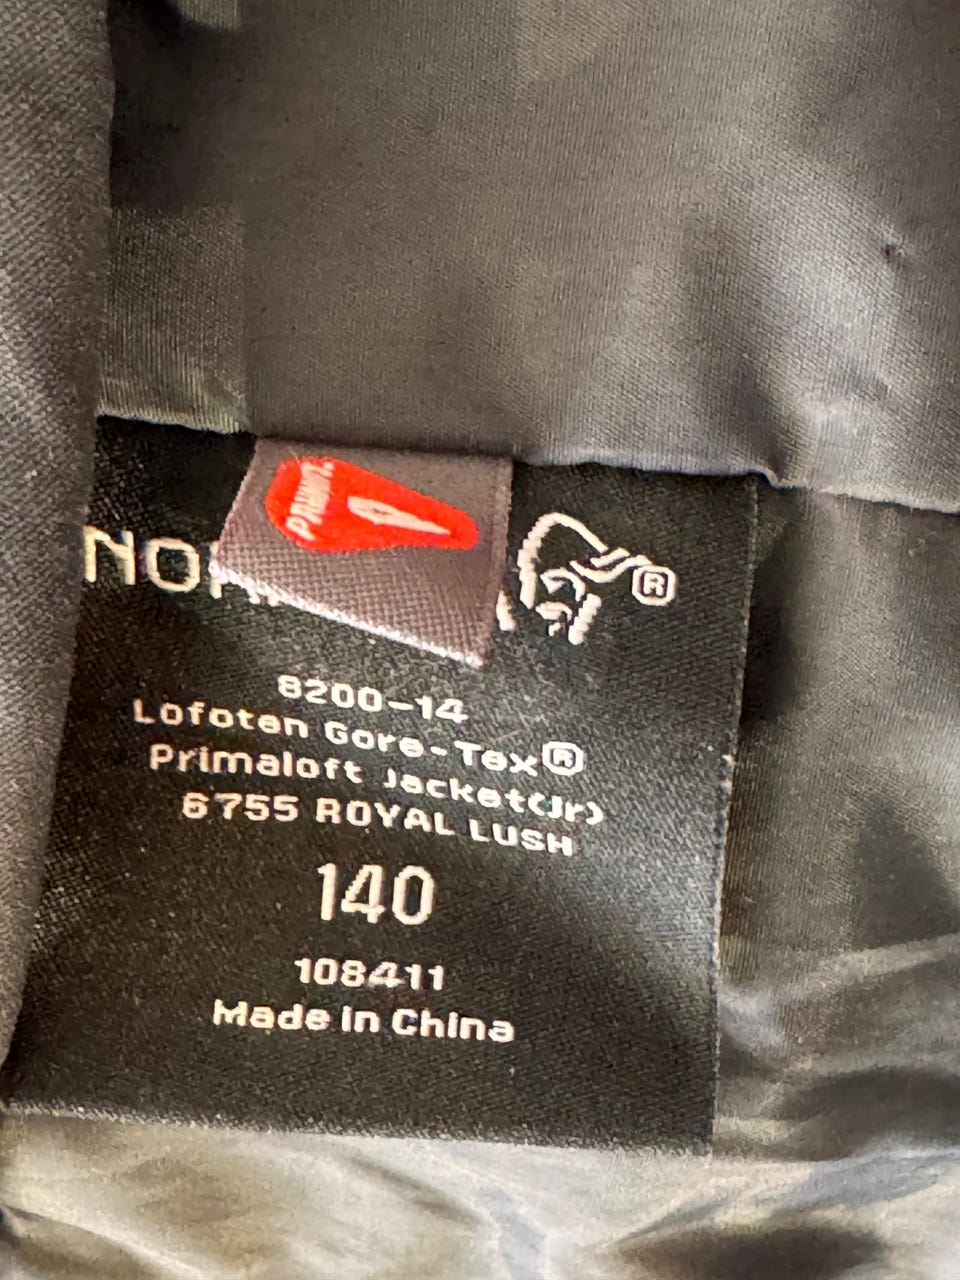 PRIMAL
NOR
®
8200-14
Lofoten Gore-Tex®
Primaloft Jacket(Jr)
6755 ROYAL LUSH
140
108411
Made in China